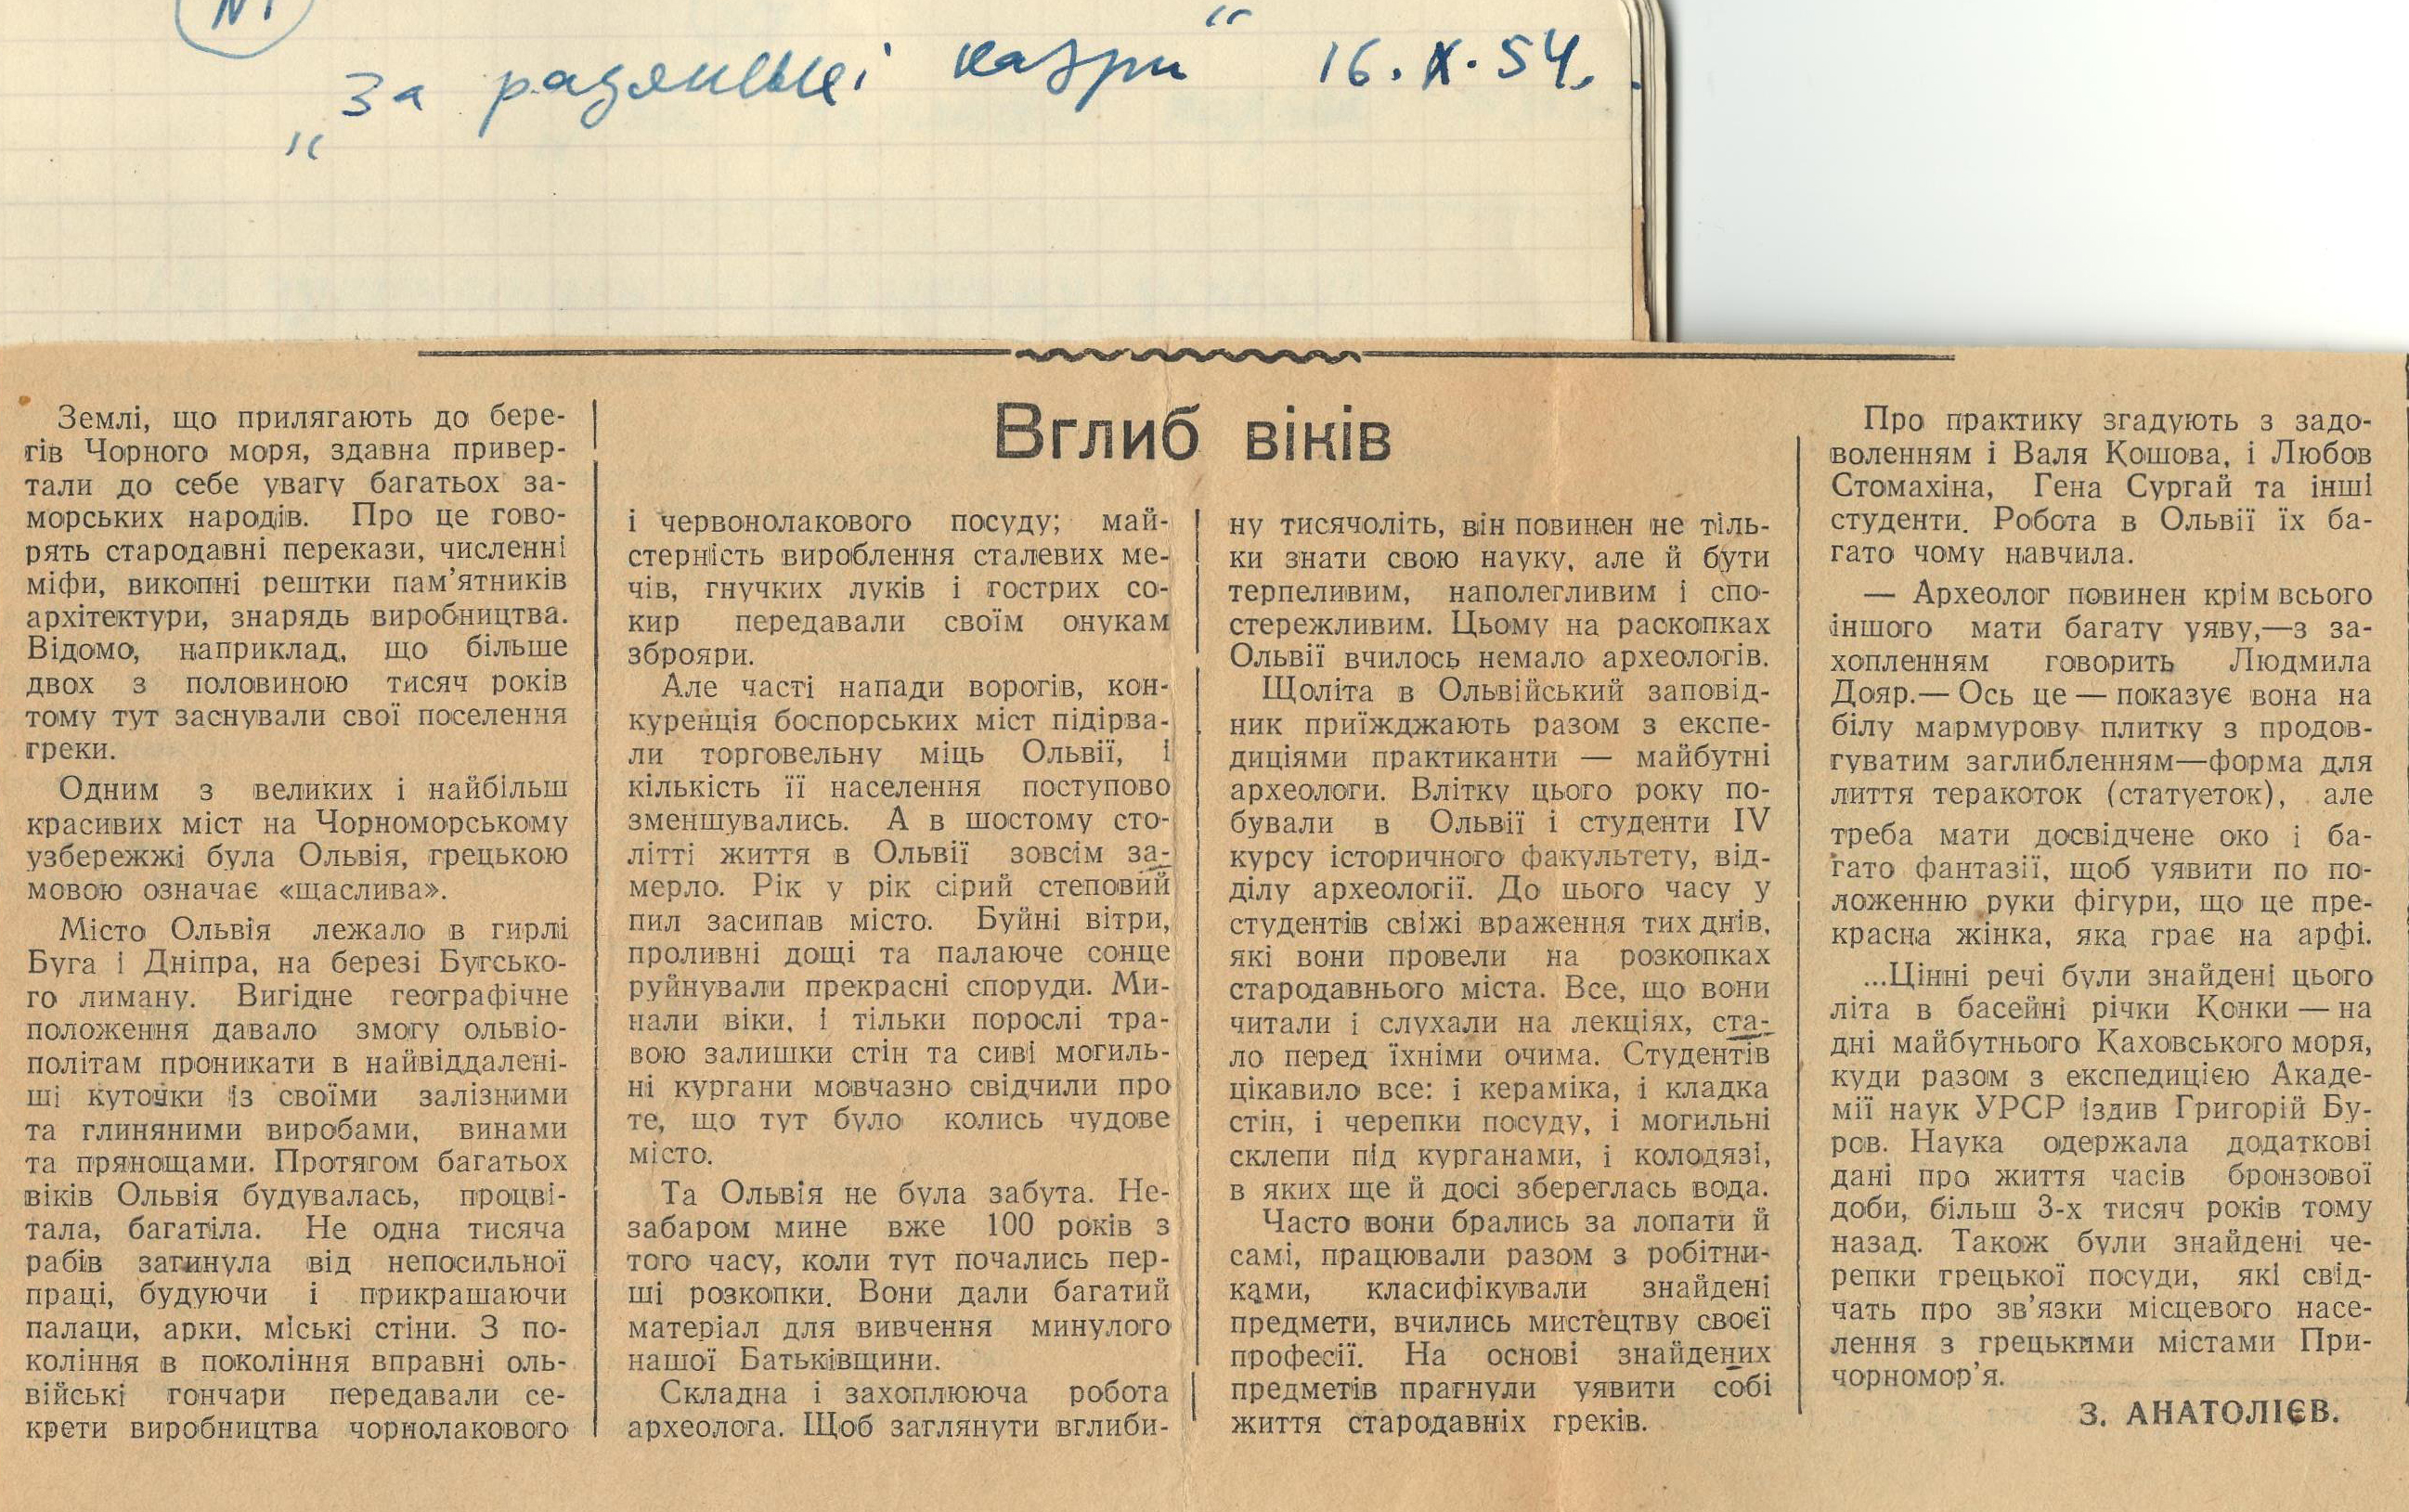 №1
„За радянські кадри“ 16.X.54.
Вглиб віків
Землі, що прилягають до бере-
гів Чорного моря, здавна привер-
тали до себе увагу багатьох за-
морських народів. Про це гово-
рять стародавні перекази, численні
міфи, викопні рештки пам'ятників
архітектури, знарядь виробництва.
Відомо, наприклад, що більше
двох з половиною тисяч років
тому тут заснували свої поселення
греки.
Одним з великих і найбільш
красивих міст на Чорноморському
узбережжі була Ольвія, грецькою
мовою означає «щаслива».
Місто Ольвія лежало в гирлі
Буга і Дніпра, на березі Бугсько-
го лиману. Вигідне географічне
положення давало змогу ольвіо-
політам проникати в найвіддалені-
ші куточки із своїми залізними
та глиняними виробами, винами
та прянощами. Протягом багатьох
віків Ольвія будувалась, процві-
тала, багатіла. Не одна тисяча
рабів загинула від непосильної
праці, будуючи і прикрашаючи
палаци, арки, міські стіни. З по-
коління в покоління вправні оль-
війські гончари передавали се-
крети виробництва чорнолакового
і червонолакового посуду; май-
стерність вироблення сталевих ме-
чів, гнучких луків і гострих со-
кир передавали своїм онукам
зброяри.
Але часті напади ворогів, кон-
куренція боспорських міст підірва-
ли торговельну міць Ольвії, і
кількість її населення поступово
зменшувались. А в шостому сто-
літті життя в Ольвії зовсім за-
мерло. Рік у рік сірий степовий
пил засипав місто. Буйні вітри,
проливні дощі та палаюче сонце
руйнували прекрасні споруди. Ми-
нали віки, і тільки порослі тра-
вою залишки стін та сиві могиль-
ні кургани мовчазно свідчили про
те, що тут було колись чудове
місто.
Та Ольвія не була забута. Не-
забаром мине вже 100 років з
того часу, коли тут почались пер-
ші розкопки. Вони дали багатий
матеріал для вивчення минулого
нашої Батьківщини.
Складна і захоплююча робота
археолога. Щоб заглянути вглиби-
ну тисячоліть, він повинен не тіль-
ки знати свою науку, але й бути
терпеливим, наполегливим і спо-
стережливим. Цьому на раскопках
Ольвії вчилось немало археологів.
Щоліта в Ольвійський заповід-
ник приїжджають разом з експе-
диціями практиканти — майбутні
археологи. Влітку цього року по-
бували в Ольвії і студенти IV
курсу історичного факультету, від-
ділу археології. До цього часу у
студентів свіжі враження тих днів,
які вони провели на розкопках
стародавнього міста. Все, що вони
читали і слухали на лекціях, ста-
ло перед їхніми очима. Студентів
цікавило все: і кераміка, і кладка
стін, і черепки посуду, і могильні
склепи під курганами, і колодязі,
в яких ще й досі збереглась вода.
Часто вони брались за лопати й
самі, працювали разом з робітни-
ками, класифікували знайдені
предмети, вчились мистецтву своєї
професії. На основі знайдених
предметів прагнули уявити собі
життя стародавніх греків.
Про практику згадують з задо-
воленням і Валя Кошова, і Любов
Стомахіна, Гена Сургай та інші
студенти. Робота в Ольвії їх ба-
гато чому навчила.
— Археолог повинен крім всього
іншого мати багату уяву,—з за-
хопленням говорить Людмила
Дояр.— Ось це — показує вона на
білу мармурову плитку з продов-
гуватим заглибленням—форма для
лиття теракоток (статуеток), але
треба мати досвідчене око і ба-
гато фантазії, щоб уявити по по-
ложенню руки фігури, що це пре-
красна жінка, яка грає на арфі.
...Цінні речі були знайдені цього
літа в басейні річки Конки — на
дні майбутнього Каховського моря,
куди разом з експедицією Акаде-
мії наук УРСР їздив Григорій Бу-
ров. Наука одержала додаткові
дані про життя часів бронзової
доби, більш 3-х тисяч років тому
назад. Також були знайдені че-
репки грецької посуди, які свід-
чать про зв'язки місцевого насе-
лення з грецькими містами При-
чорномор'я.
З. АНАТОЛІЄВ.